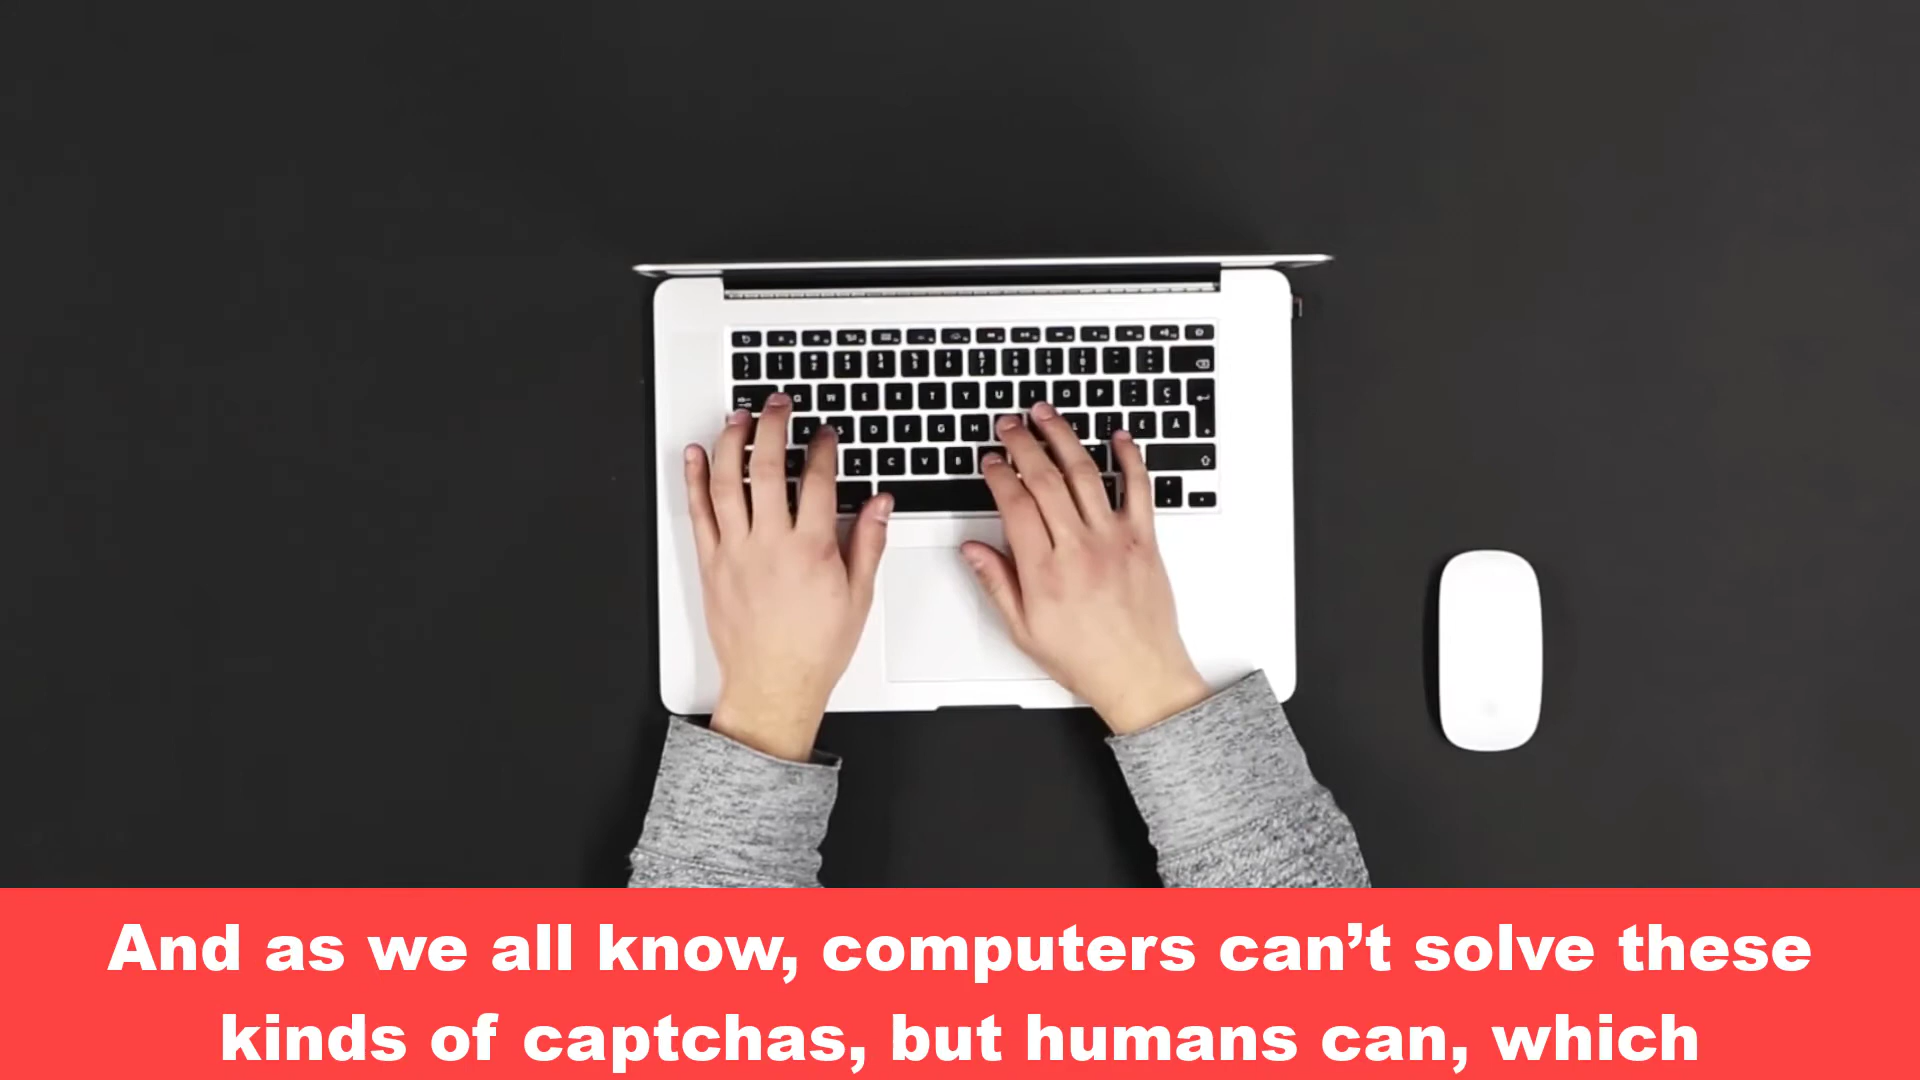 W E R T Y U I O P
A S D F G H L
X C V B
And as we all know, computers can’t solve these
kinds of captchas, but humans can, which